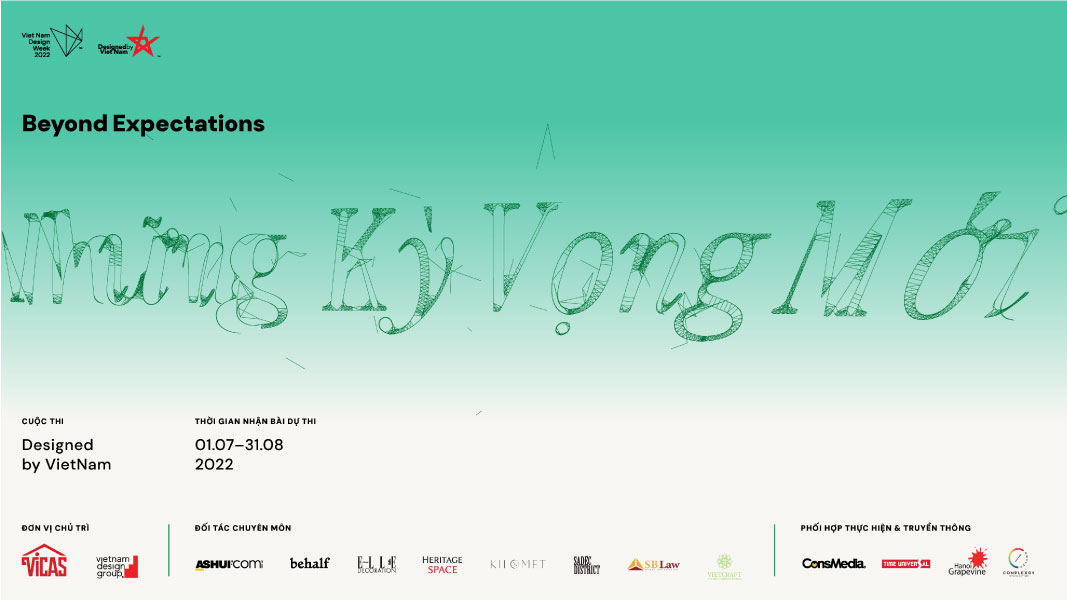 Viet Nam
Design
Week
2022
Designed by
Viet Nam
Beyond Expectations
Những Kỳ Vọng Mới
CUỘC THI
Designed
by VietNam
THỜI GIAN NHẬN BÀI DỰ THI
01.07–31.08
2022
ĐƠN VỊ CHỦ TRÌ
ViCAS
vietnam
design
group
ĐỐI TÁC CHUYÊN MÔN
ASHUI.COM
behalf
ELLE
DECORATION
HERITAGE
SPACE
KILOMET
SADÉC
DISTRICT
SBLaw
VIETCRAFT
PHỐI HỢP THỰC HIỆN & TRUYỀN THÔNG
ConsMedia.
TIME UNIVERSAL
Hanoi
Grapevine
COMPLEXOY